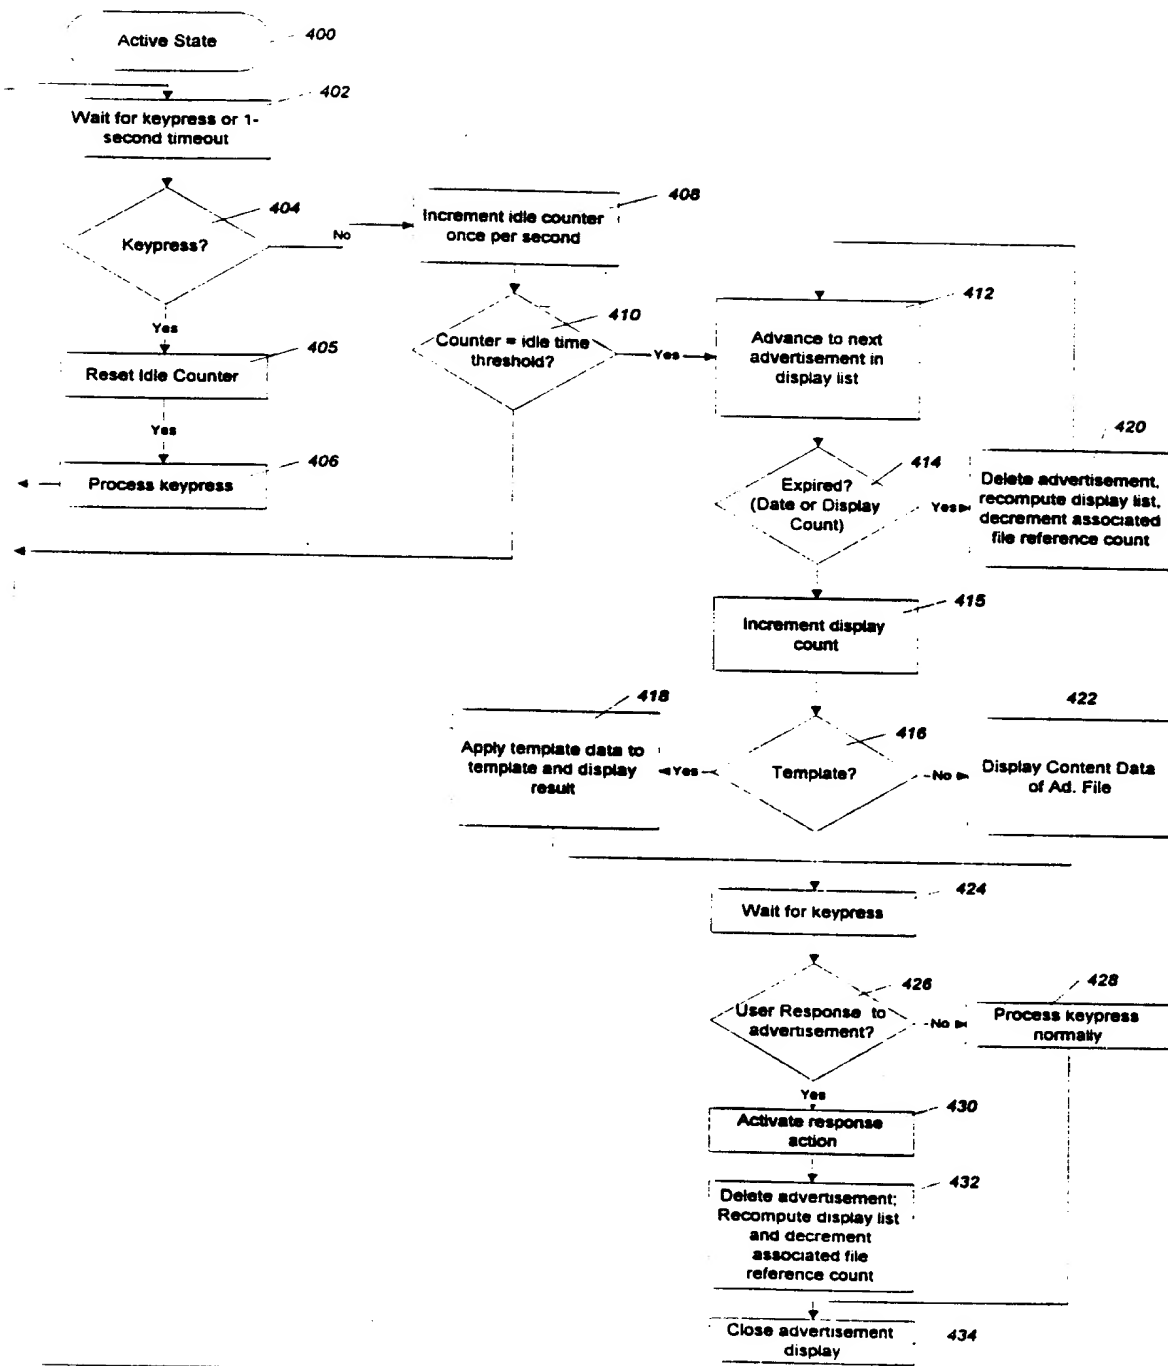 Active State
400
402
Wait for keypress or 1-
second timeout
404
Keypress?
No
408
Increment idle counter
once per second
410
Counter = idle time
threshold?
Yes
412
Advance to next
advertisement in
display list
Yes
405
Reset Idle Counter
Yes
406
Process keypress
414
Expired?
(Date or Display
Count)
Yes
420
Delete advertisement,
recompute display list,
decrement associated
file reference count
415
Increment display
count
416
Template?
Yes
418
Apply template data to
template and display
result
No
422
Display Content Data
of Ad. File
424
Wait for keypress
426
User Response to
advertisement?
No
428
Process keypress
normally
Yes
430
Activate response
action
432
Delete advertisement;
Recompute display list
and decrement
associated file
reference count
Close advertisement
display
434